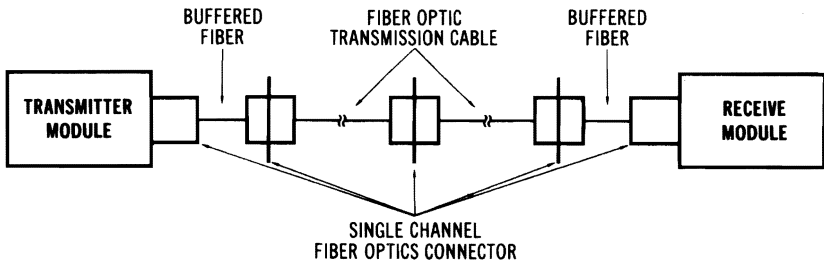 BUFFERED
FIBER
FIBER OPTIC
TRANSMISSION CABLE
BUFFERED
FIBER
TRANSMITTER
MODULE
RECEIVE
MODULE
SINGLE CHANNEL
FIBER OPTICS CONNECTOR